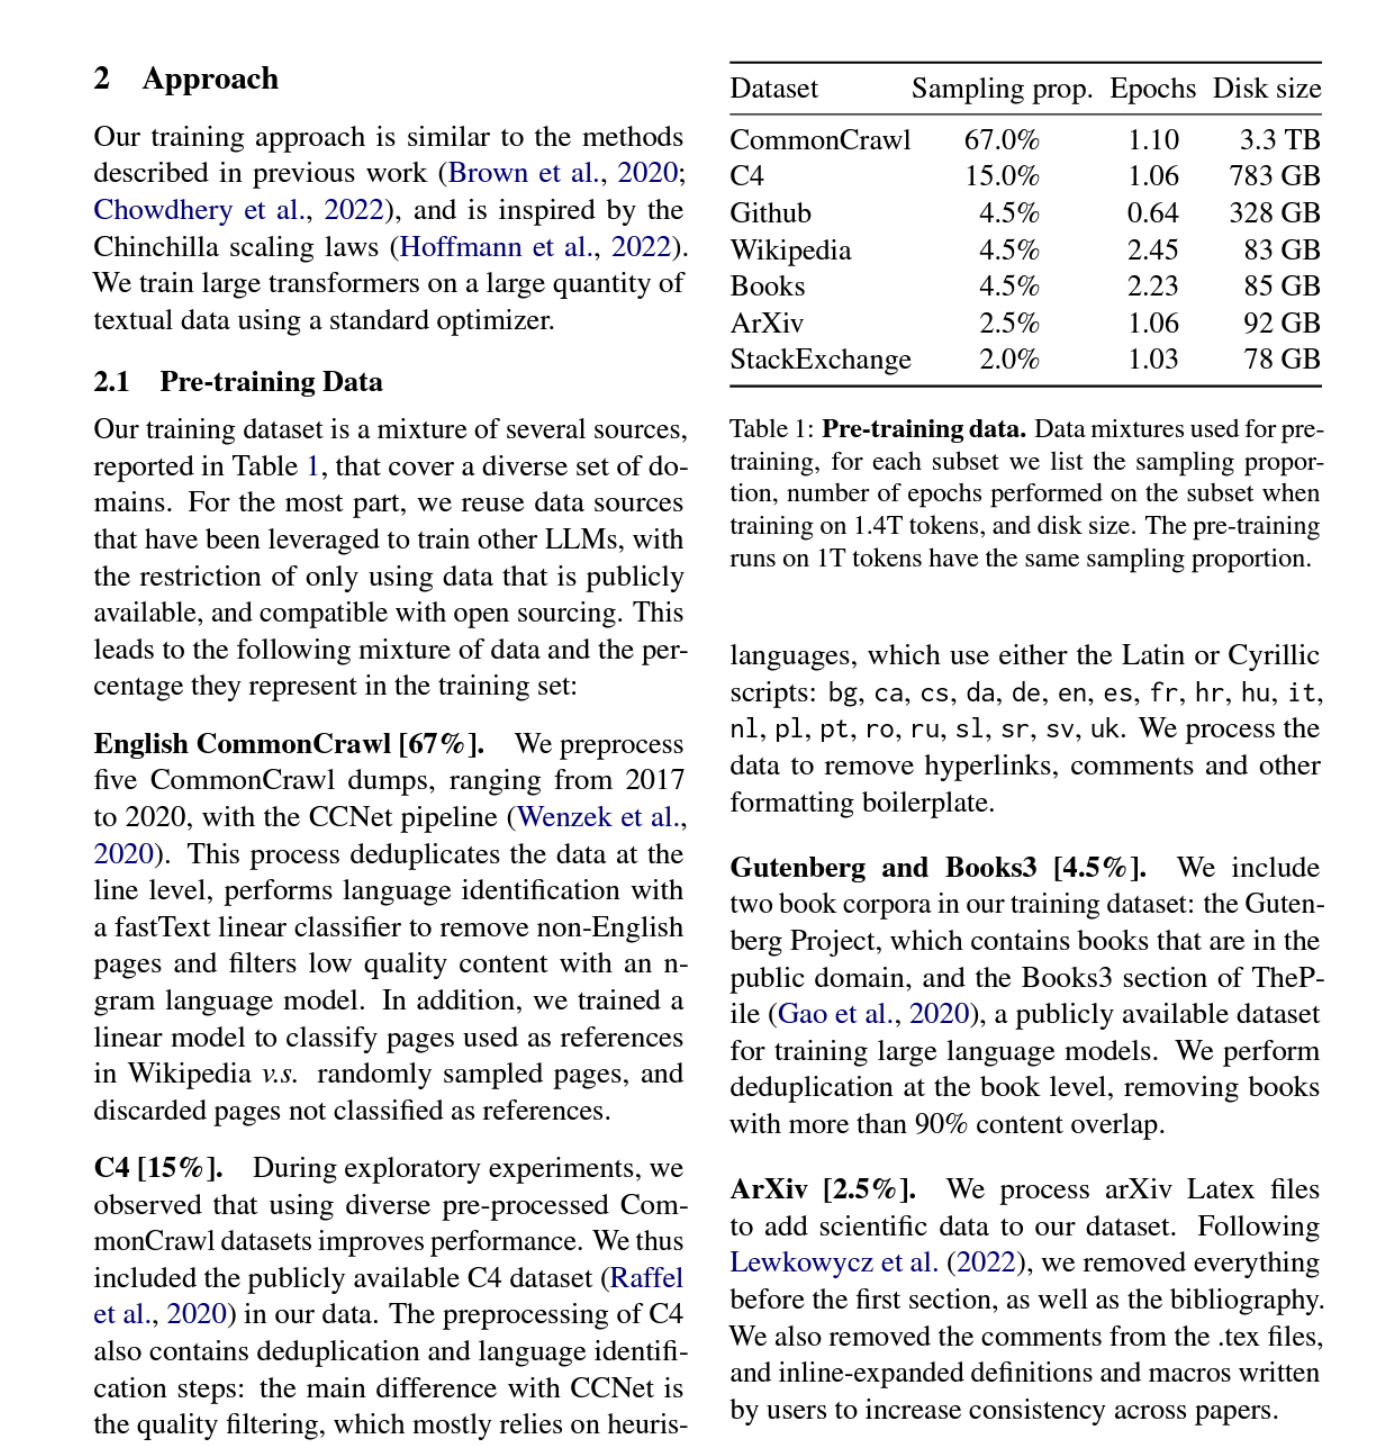 2 Approach
Our training approach is similar to the methods
described in previous work (Brown et al., 2020;
Chowdhery et al., 2022), and is inspired by the
Chinchilla scaling laws (Hoffmann et al., 2022).
We train large transformers on a large quantity of
textual data using a standard optimizer.
2.1 Pre-training Data
Our training dataset is a mixture of several sources,
reported in Table 1, that cover a diverse set of do-
mains. For the most part, we reuse data sources
that have been leveraged to train other LLMs, with
the restriction of only using data that is publicly
available, and compatible with open sourcing. This
leads to the following mixture of data and the per-
centage they represent in the training set:
English CommonCrawl [67%]. We preprocess
five CommonCrawl dumps, ranging from 2017
to 2020, with the CCNet pipeline (Wenzek et al.,
2020). This process deduplicates the data at the
line level, performs language identification with
a fastText linear classifier to remove non-English
pages and filters low quality content with an n-
gram language model. In addition, we trained a
linear model to classify pages used as references
in Wikipedia v.s. randomly sampled pages, and
discarded pages not classified as references.
C4 [15%]. During exploratory experiments, we
observed that using diverse pre-processed Com-
monCrawl datasets improves performance. We thus
included the publicly available C4 dataset (Raffel
et al., 2020) in our data. The preprocessing of C4
also contains deduplication and language identifi-
cation steps: the main difference with CCNet is
the quality filtering, which mostly relies on heuris-
Dataset Sampling prop. Epochs Disk size
CommonCrawl 67.0% 1.10 3.3 TB
C4 15.0% 1.06 783 GB
Github 4.5% 0.64 328 GB
Wikipedia 4.5% 2.45 83 GB
Books 4.5% 2.23 85 GB
ArXiv 2.5% 1.06 92 GB
StackExchange 2.0% 1.03 78 GB
Table 1: Pre-training data. Data mixtures used for pre-
training, for each subset we list the sampling propor-
tion, number of epochs performed on the subset when
training on 1.4T tokens, and disk size. The pre-training
runs on 1T tokens have the same sampling proportion.
languages, which use either the Latin or Cyrillic
scripts: bg, ca, cs, da, de, en, es, fr, hr, hu, it,
nl, pl, pt, ro, ru, sl, sr, sv, uk. We process the
data to remove hyperlinks, comments and other
formatting boilerplate.
Gutenberg and Books3 [4.5%]. We include
two book corpora in our training dataset: the Guten-
berg Project, which contains books that are in the
public domain, and the Books3 section of TheP-
ile (Gao et al., 2020), a publicly available dataset
for training large language models. We perform
deduplication at the book level, removing books
with more than 90% content overlap.
ArXiv [2.5%]. We process arXiv Latex files
to add scientific data to our dataset. Following
Lewkowycz et al. (2022), we removed everything
before the first section, as well as the bibliography.
We also removed the comments from the .tex files,
and inline-expanded definitions and macros written
by users to increase consistency across papers.